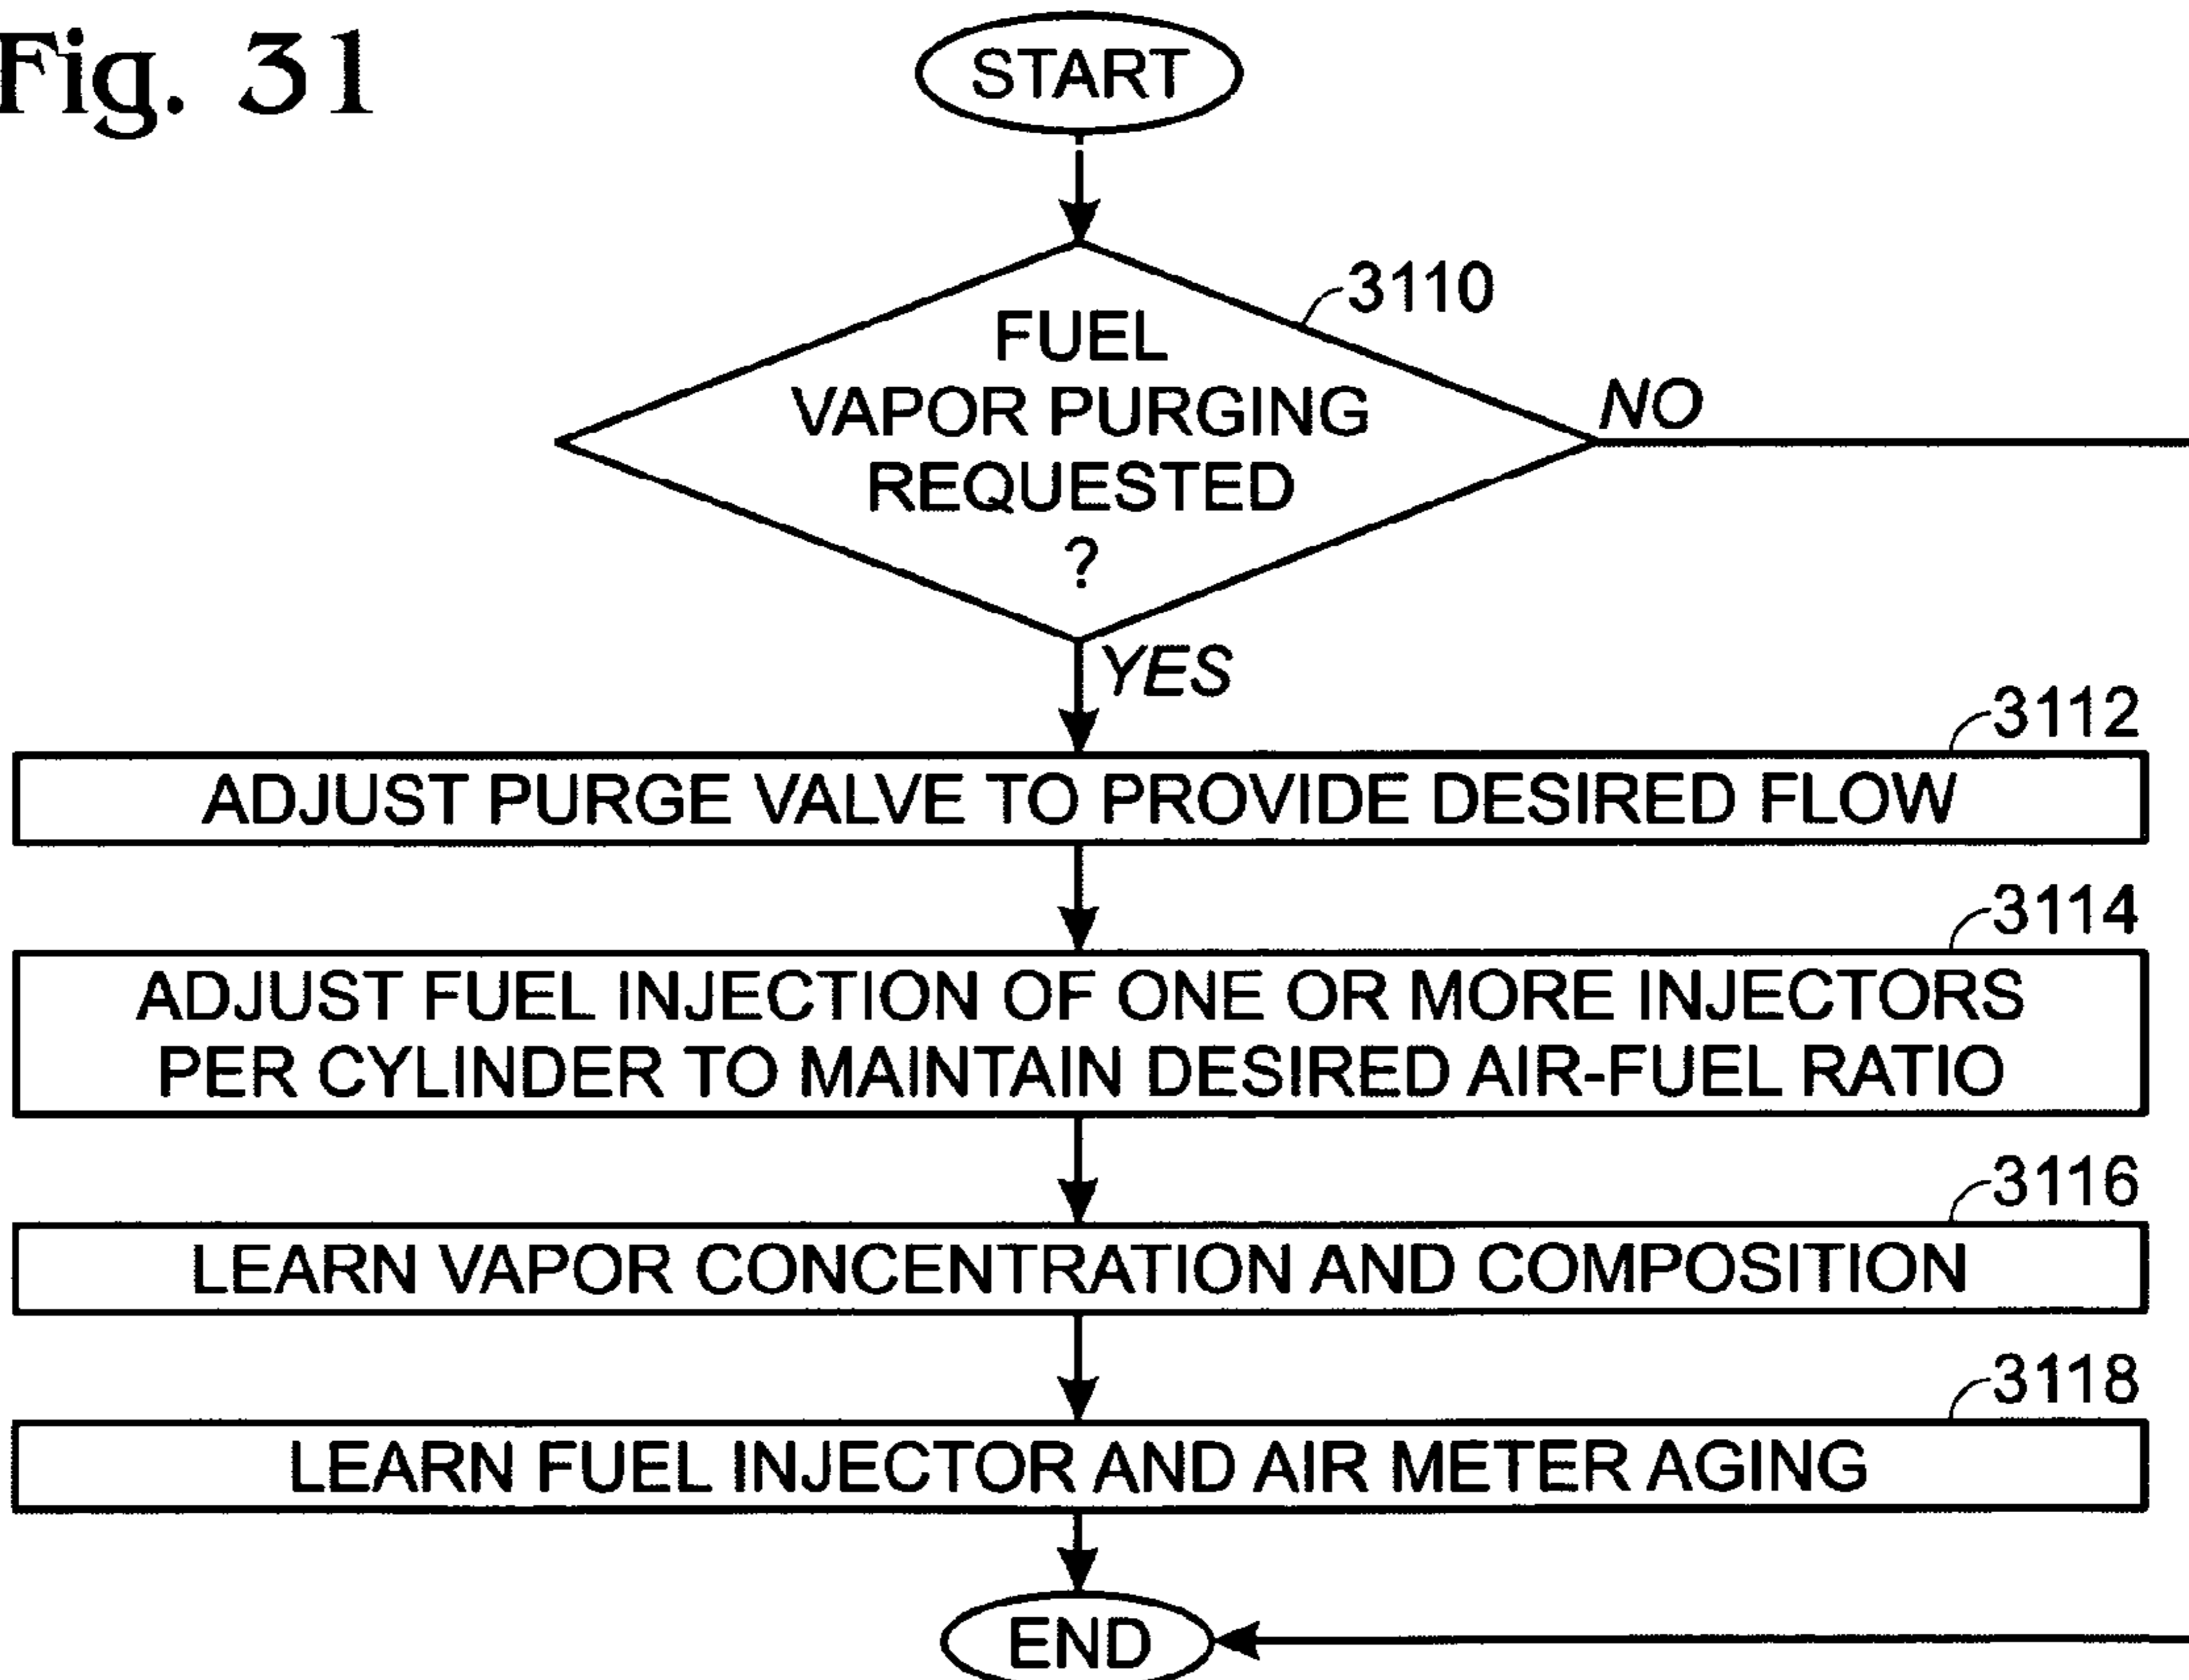 Fig. 31
START
3110
FUEL
VAPOR PURGING
REQUESTED
?
NO
YES
3112
ADJUST PURGE VALVE TO PROVIDE DESIRED FLOW
3114
ADJUST FUEL INJECTION OF ONE OR MORE INJECTORS
PER CYLINDER TO MAINTAIN DESIRED AIR-FUEL RATIO
3116
LEARN VAPOR CONCENTRATION AND COMPOSITION
3118
LEARN FUEL INJECTOR AND AIR METER AGING
END